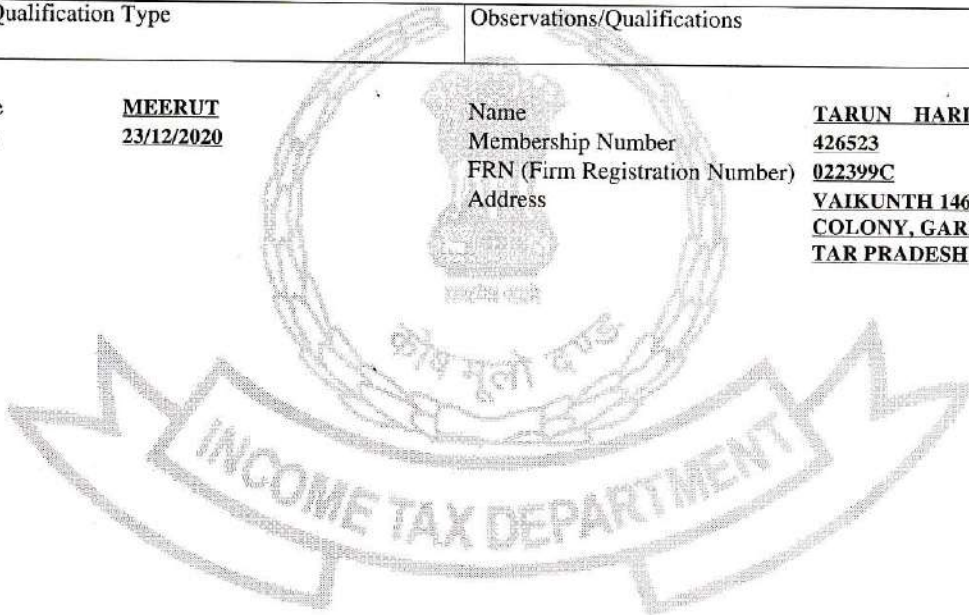 Qualification Type Observations/Qualifications
MEERUT Name TARUN HARI
23/12/2020 Membership Number 426523
FRN (Firm Registration Number) 022399C
Address VAIKUNTH 146
COLONY, GAR
TAR PRADESH
कोष मूलो दण्ड
INCOME TAX DEPARTMENT